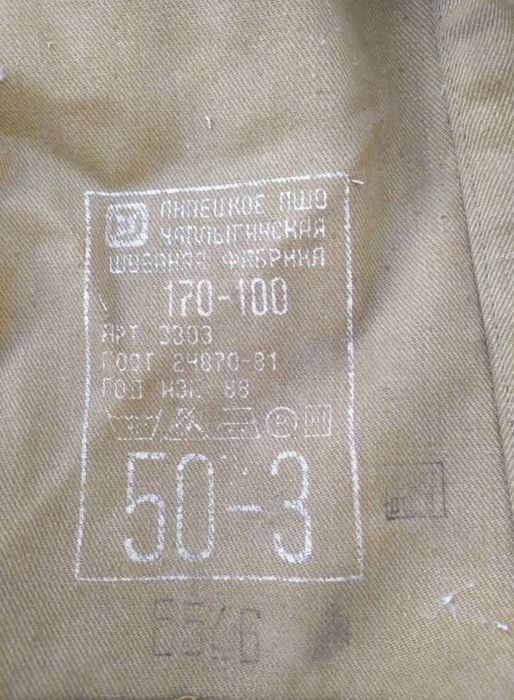 ЛИПЕЦКОЕ ПШО
ЧАПЛЫГИНСКАЯ
ШВЕЙНАЯ ФАБРИКА
170-100
АРТ. 3303
ГОСТ 24870-81
ГОД ИЗГ. 88
50-3